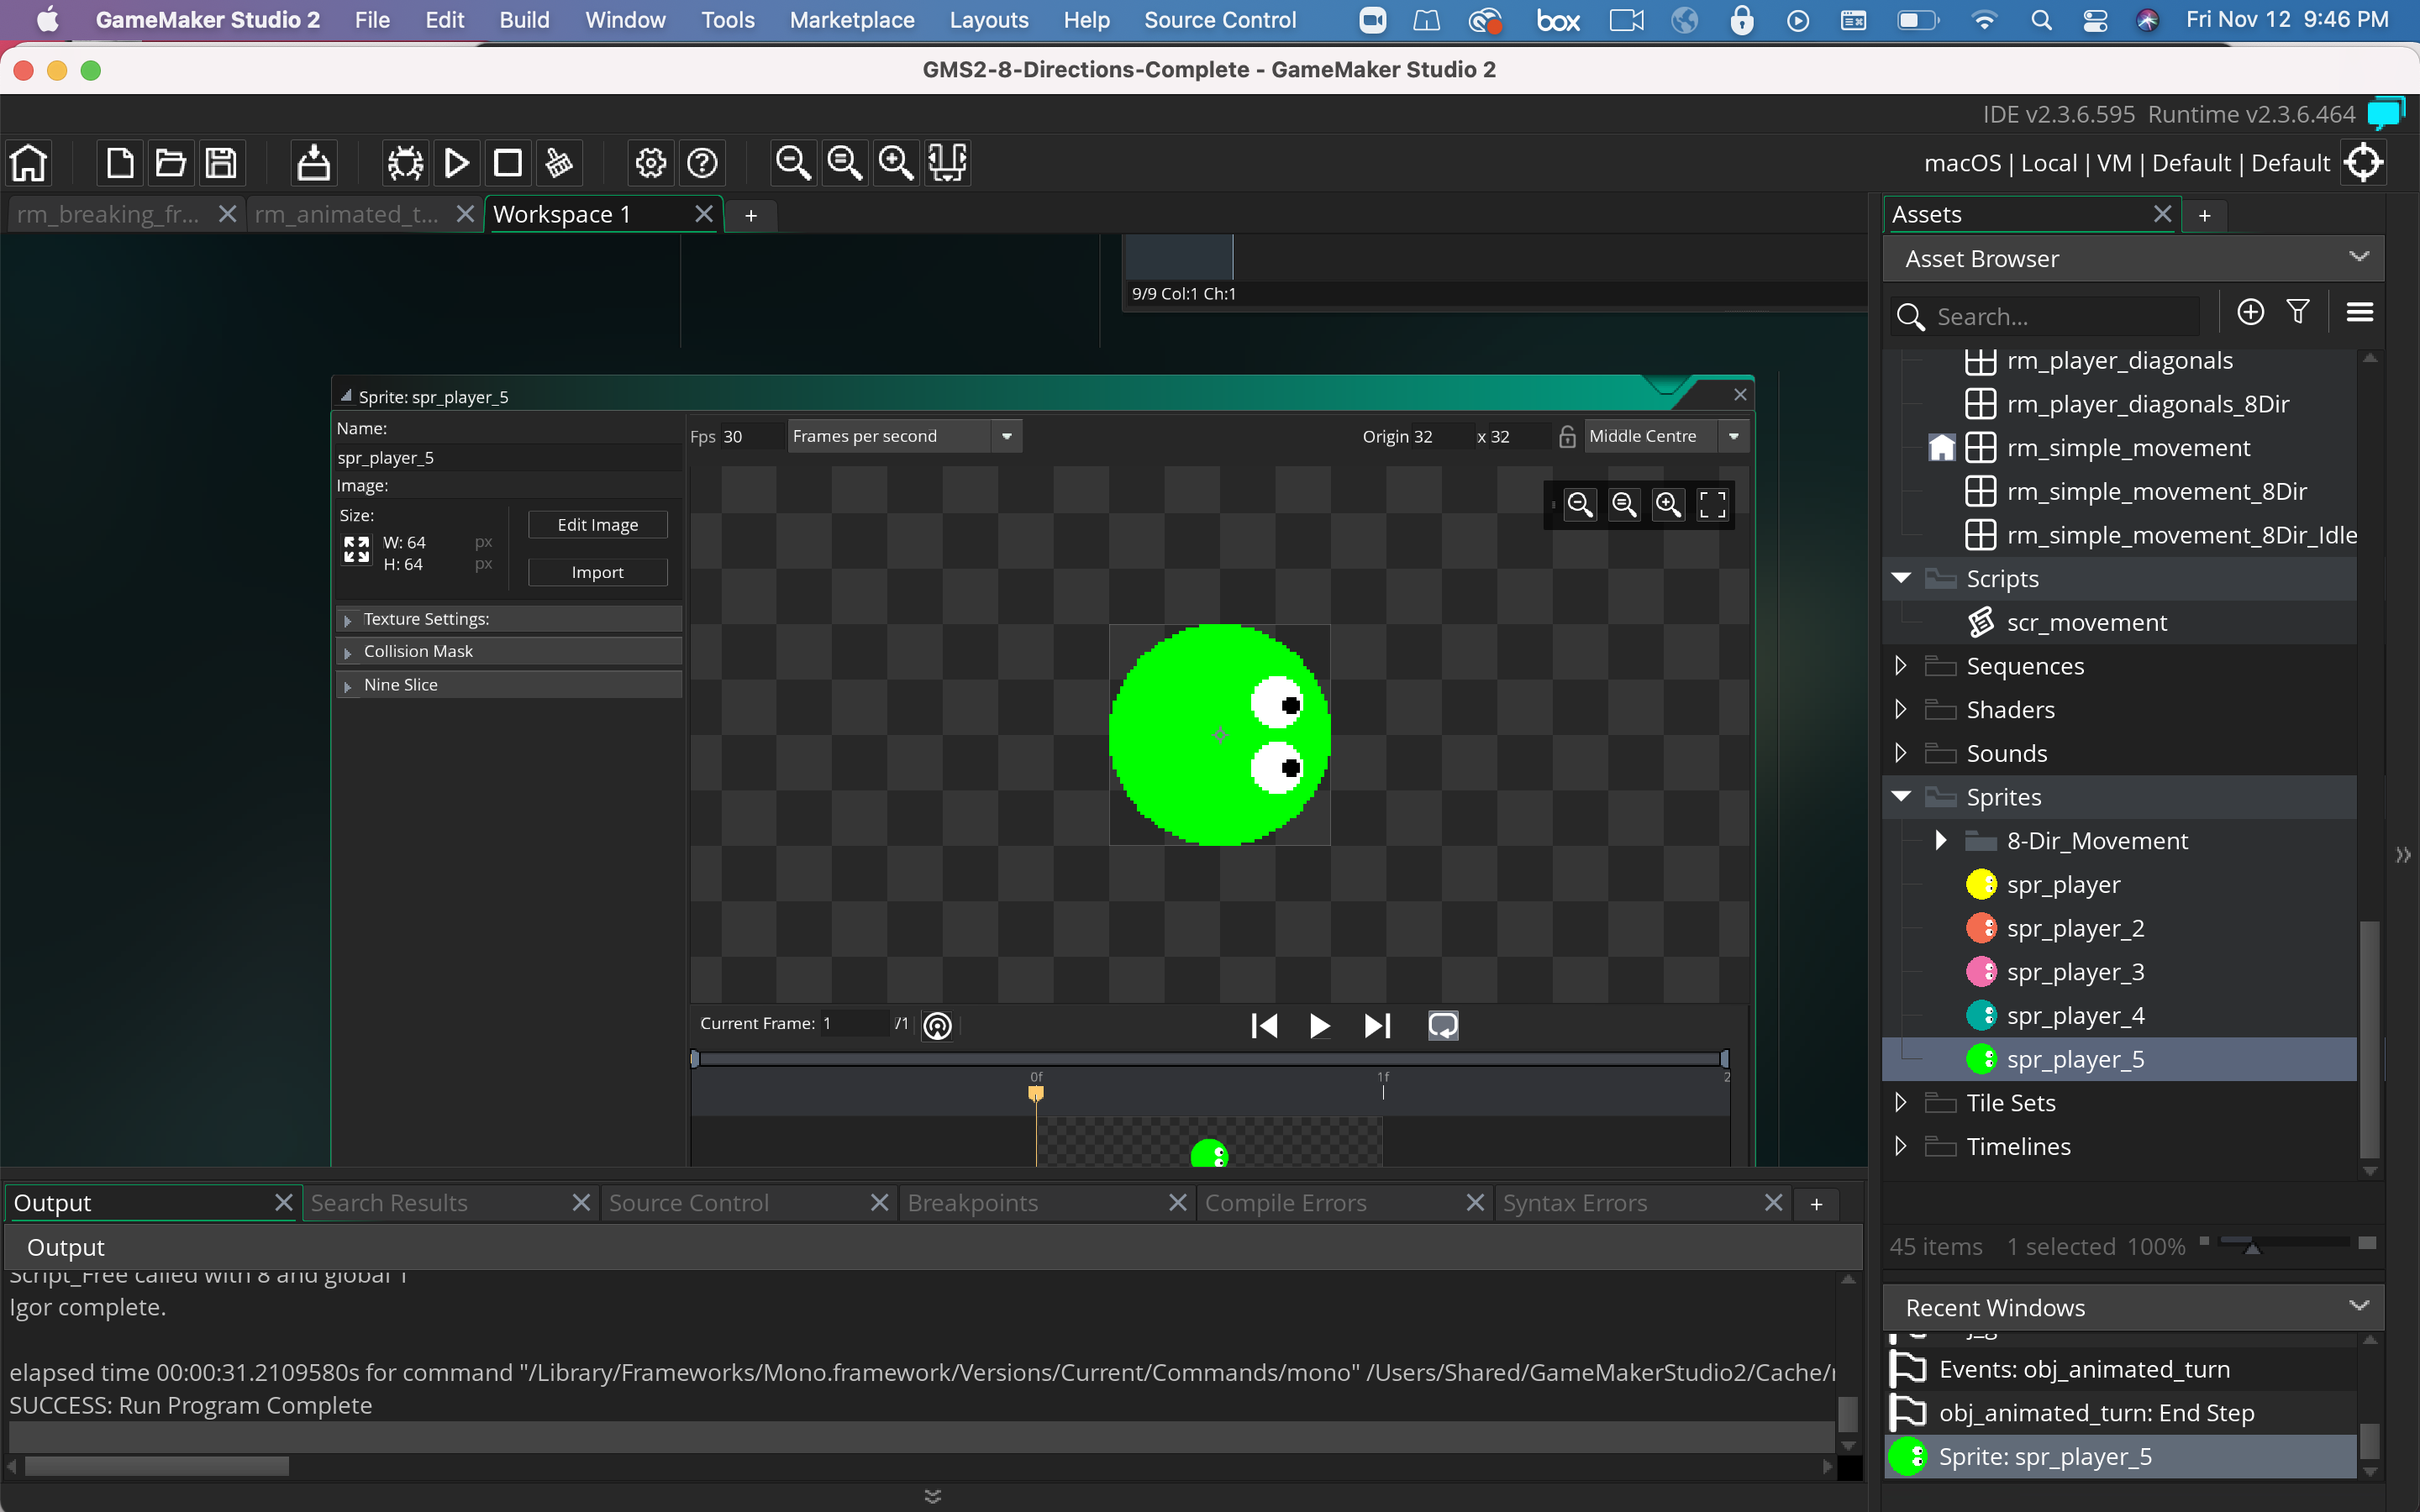 GameMaker Studio 2 File Edit Build Window Tools Marketplace Layouts Help Source Control box Fri Nov 12 9:46 PM
GMS2-8-Directions-Complete - GameMaker Studio 2
IDE v2.3.6.595 Runtime v2.3.6.464
macOS | Local | VM | Default | Default
rm_breaking_fr... rm_animated_t... Workspace 1 +
9/9 Col:1 Ch:1
Sprite: spr_player_5
Name:
spr_player_5
Image:
Size:
W: 64 px
H: 64 px
Edit Image
Import
Texture Settings:
Collision Mask
Nine Slice
Fps 30 Frames per second Origin 32 x 32 Middle Centre
Current Frame: 1 /1
0f 1f 2
Assets +
Asset Browser
Search...
rm_player_diagonals
rm_player_diagonals_8Dir
rm_simple_movement
rm_simple_movement_8Dir
rm_simple_movement_8Dir_Idle
Scripts
scr_movement
Sequences
Shaders
Sounds
Sprites
8-Dir_Movement
spr_player
spr_player_2
spr_player_3
spr_player_4
spr_player_5
Tile Sets
Timelines
45 items 1 selected 100%
Recent Windows
Events: obj_animated_turn
obj_animated_turn: End Step
Sprite: spr_player_5
Output Search Results Source Control Breakpoints Compile Errors Syntax Errors +
Output
Script_Free called with 8 and global 1
Igor complete.
elapsed time 00:00:31.2109580s for command "/Library/Frameworks/Mono.framework/Versions/Current/Commands/mono" /Users/Shared/GameMakerStudio2/Cache/
SUCCESS: Run Program Complete